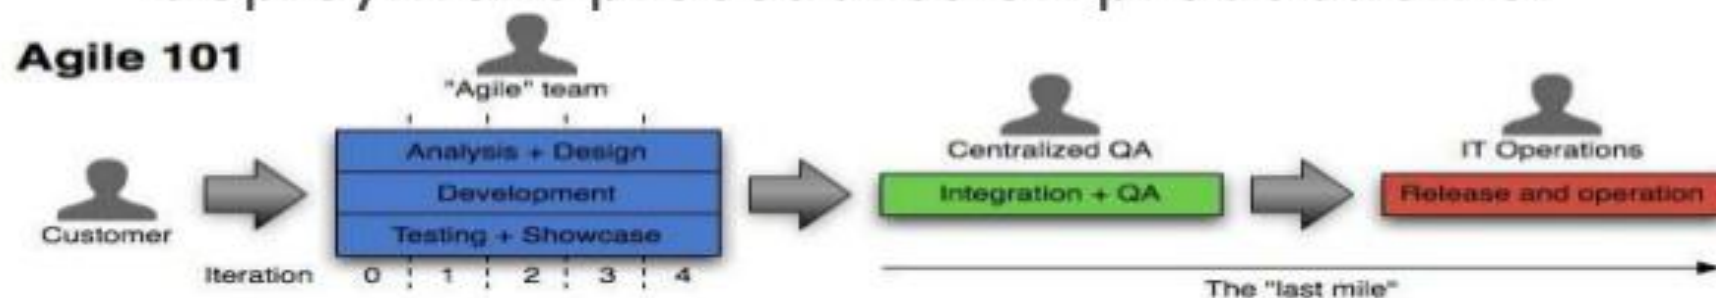 Agile 101
"Agile" team
Analysis + Design
Development
Testing + Showcase
Customer
Iteration 0 1 2 3 4
Centralized QA
Integration + QA
IT Operations
Release and operation
The "last mile"